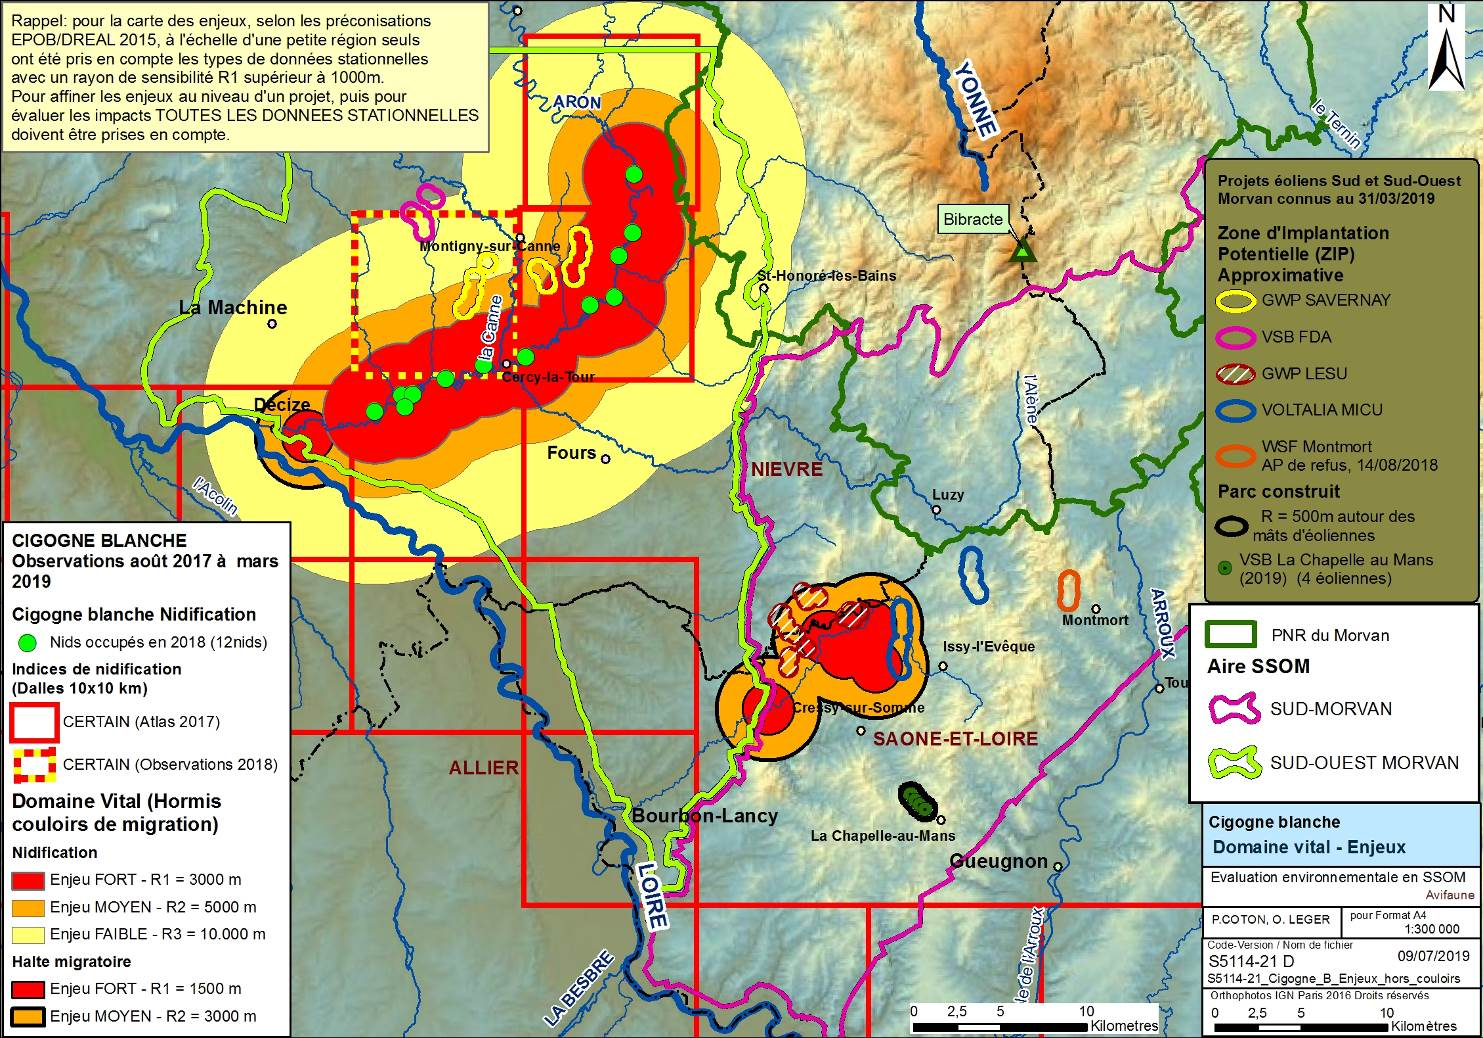 Rappel: pour la carte des enjeux, selon les préconisations
EPOB/DREAL 2015, à l'échelle d'une petite région seuls
ont été pris en compte les types de données stationnelles
avec un rayon de sensibilité R1 supérieur à 1000m.
Pour affiner les enjeux au niveau d'un projet, puis pour
évaluer les impacts TOUTES LES DONNEES STATIONNELLES
doivent être prises en compte.
N
ARON
YONNE
le Ternin
Bibracte
Montigny-sur-Canne
St-Honoré-les-Bains
La Machine
la Canne
Cercy-la-Tour
l'Alène
Decize
Fours
NIEVRE
l'Acolin
Luzy
ARROUX
Montmort
Issy-l'Evêque
Tou
Cressy-sur-Somme
SAONE-ET-LOIRE
ALLIER
Bourbon-Lancy
La Chapelle-au-Mans
Gueugnon
LOIRE
LA BESBRE
le de l'Arroux
0 2,5 5 10
Kilometres
Projets éoliens Sud et Sud-Ouest
Morvan connus au 31/03/2019
Zone d'Implantation
Potentielle (ZIP)
Approximative
GWP SAVERNAY
VSB FDA
GWP LESU
VOLTALIA MICU
WSF Montmort
AP de refus, 14/08/2018
Parc construit
R = 500m autour des
mâts d'éoliennes
VSB La Chapelle au Mans
(2019) (4 éoliennes)
PNR du Morvan
Aire SSOM
SUD-MORVAN
SUD-OUEST MORVAN
CIGOGNE BLANCHE
Observations août 2017 à mars
2019
Cigogne blanche Nidification
Nids occupés en 2018 (12nids)
Indices de nidification
(Dalles 10x10 km)
CERTAIN (Atlas 2017)
CERTAIN (Observations 2018)
Domaine Vital (Hormis
couloirs de migration)
Nidification
Enjeu FORT - R1 = 3000 m
Enjeu MOYEN - R2 = 5000 m
Enjeu FAIBLE - R3 = 10.000 m
Halte migratoire
Enjeu FORT - R1 = 1500 m
Enjeu MOYEN - R2 = 3000 m
Cigogne blanche
Domaine vital - Enjeux
Evaluation environnementale en SSOM
Avifaune
P.COTON, O. LEGER
pour Format A4
1:300 000
Code-Version / Nom de fichier
S5114-21 D
09/07/2019
S5114-21_Cigogne_B_Enjeux_hors_couloirs
Orthophotos IGN Paris 2016 Droits réservés
0 2,5 5 10
Kilomètres